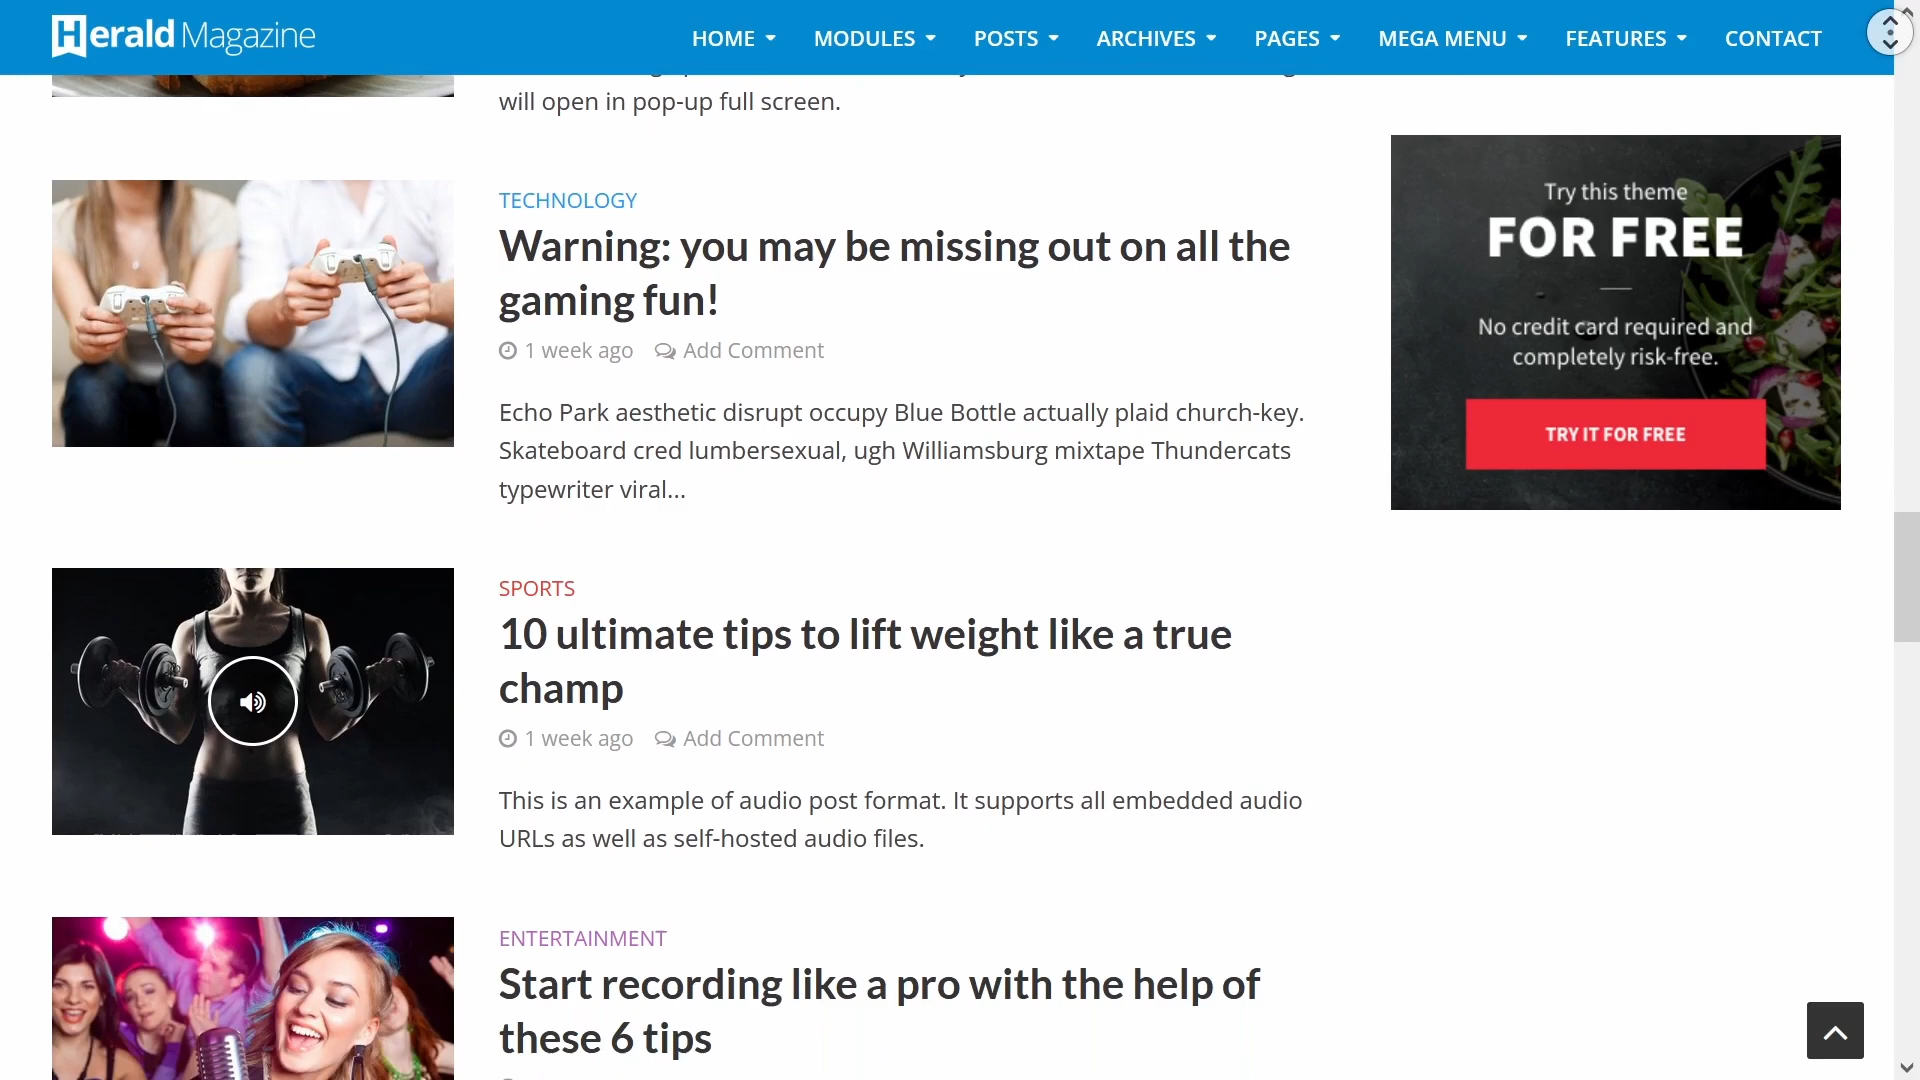 Herald Magazine
HOME
MODULES
POSTS
ARCHIVES
PAGES
MEGA MENU
FEATURES
CONTACT
will open in pop-up full screen.
TECHNOLOGY
Warning: you may be missing out on all the
gaming fun!
1 week ago
Add Comment
Echo Park aesthetic disrupt occupy Blue Bottle actually plaid church-key.
Skateboard cred lumbersexual, ugh Williamsburg mixtape Thundercats
typewriter viral...
Try this theme
FOR FREE
No credit card required and
completely risk-free.
TRY IT FOR FREE
SPORTS
10 ultimate tips to lift weight like a true
champ
1 week ago
Add Comment
This is an example of audio post format. It supports all embedded audio
URLs as well as self-hosted audio files.
ENTERTAINMENT
Start recording like a pro with the help of
these 6 tips